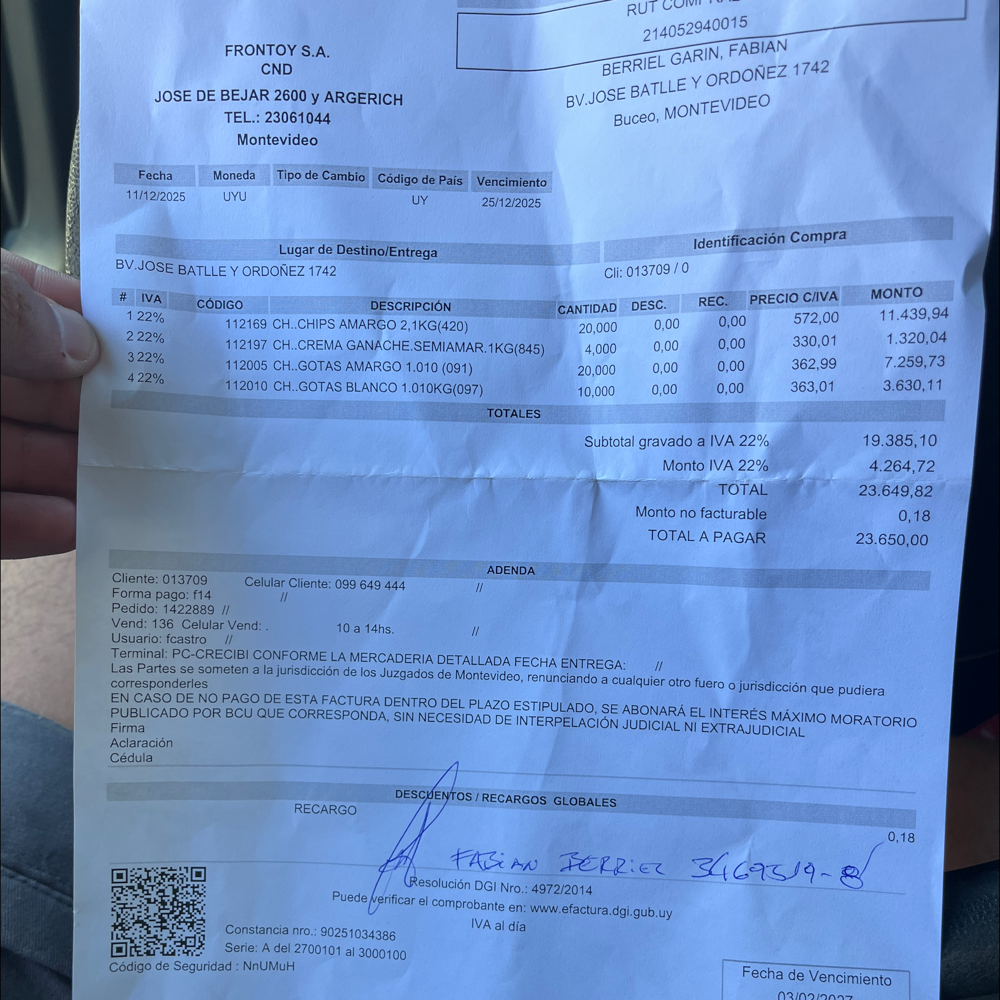 RUT COMPRADOR
214052940015
FRONTOY S.A.
CND
JOSE DE BEJAR 2600 y ARGERICH
TEL.: 23061044
Montevideo
BERRIEL GARIN, FABIAN
BV.JOSE BATLLE Y ORDOÑEZ 1742
Buceo, MONTEVIDEO
Fecha Moneda Tipo de Cambio Código de País Vencimiento
11/12/2025 UYU UY 25/12/2025
Lugar de Destino/Entrega Identificación Compra
BV.JOSE BATLLE Y ORDOÑEZ 1742 Cli: 013709 / 0
# IVA CÓDIGO DESCRIPCIÓN CANTIDAD DESC. REC. PRECIO C/IVA MONTO
1 22% 112169 CH..CHIPS AMARGO 2,1KG(420) 20,000 0,00 0,00 572,00 11.439,94
2 22% 112197 CH..CREMA GANACHE.SEMIAMAR.1KG(845) 4,000 0,00 0,00 330,01 1.320,04
3 22% 112005 CH..GOTAS AMARGO 1.010 (091) 20,000 0,00 0,00 362,99 7.259,73
4 22% 112010 CH..GOTAS BLANCO 1.010KG(097) 10,000 0,00 0,00 363,01 3.630,11
TOTALES
Subtotal gravado a IVA 22% 19.385,10
Monto IVA 22% 4.264,72
TOTAL 23.649,82
Monto no facturable 0,18
TOTAL A PAGAR 23.650,00
ADENDA
Cliente: 013709 Celular Cliente: 099 649 444 //
Forma pago: f14 //
Pedido: 1422889 //
Vend: 136 Celular Vend: . 10 a 14hs. //
Usuario: fcastro //
Terminal: PC-CRECIBI CONFORME LA MERCADERIA DETALLADA FECHA ENTREGA: //
Las Partes se someten a la jurisdicción de los Juzgados de Montevideo, renunciando a cualquier otro fuero o jurisdicción que pudiera
corresponderles
EN CASO DE NO PAGO DE ESTA FACTURA DENTRO DEL PLAZO ESTIPULADO, SE ABONARÁ EL INTERÉS MÁXIMO MORATORIO
PUBLICADO POR BCU QUE CORRESPONDA, SIN NECESIDAD DE INTERPELACIÓN JUDICIAL NI EXTRAJUDICIAL
Firma
Aclaración
Cédula
DESCUENTOS / RECARGOS GLOBALES
RECARGO 0,18
FABIAN BERRIEL 3469519-8
Resolución DGI Nro.: 4972/2014
Puede verificar el comprobante en: www.efactura.dgi.gub.uy
IVA al día
Constancia nro.: 90251034386
Serie: A del 2700101 al 3000100
Código de Seguridad : NnUMuH
Fecha de Vencimiento
03/02/2027